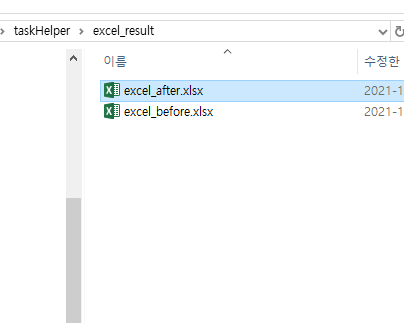 taskHelper > excel_result
이름 수정한
excel_after.xlsx 2021-1
excel_before.xlsx 2021-1